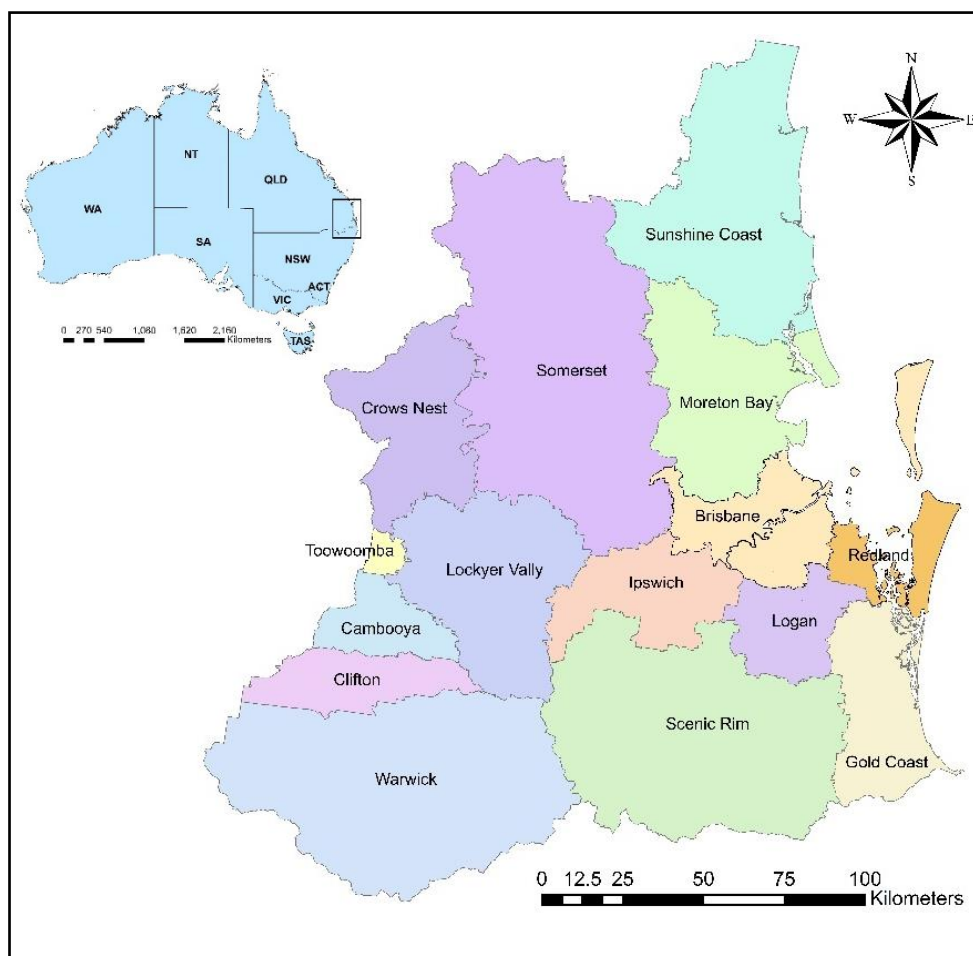 N
W
E
S
NT
QLD
WA
SA
NSW
ACT
VIC
TAS
0 270 540 1,080 1,620 2,160
Kilometers
Sunshine Coast
Somerset
Crows Nest
Moreton Bay
Brisbane
Toowoomba
Redland
Lockyer Vally
Ipswich
Logan
Cambooya
Clifton
Scenic Rim
Gold Coast
Warwick
0 12.5 25 50 75 100
Kilometers